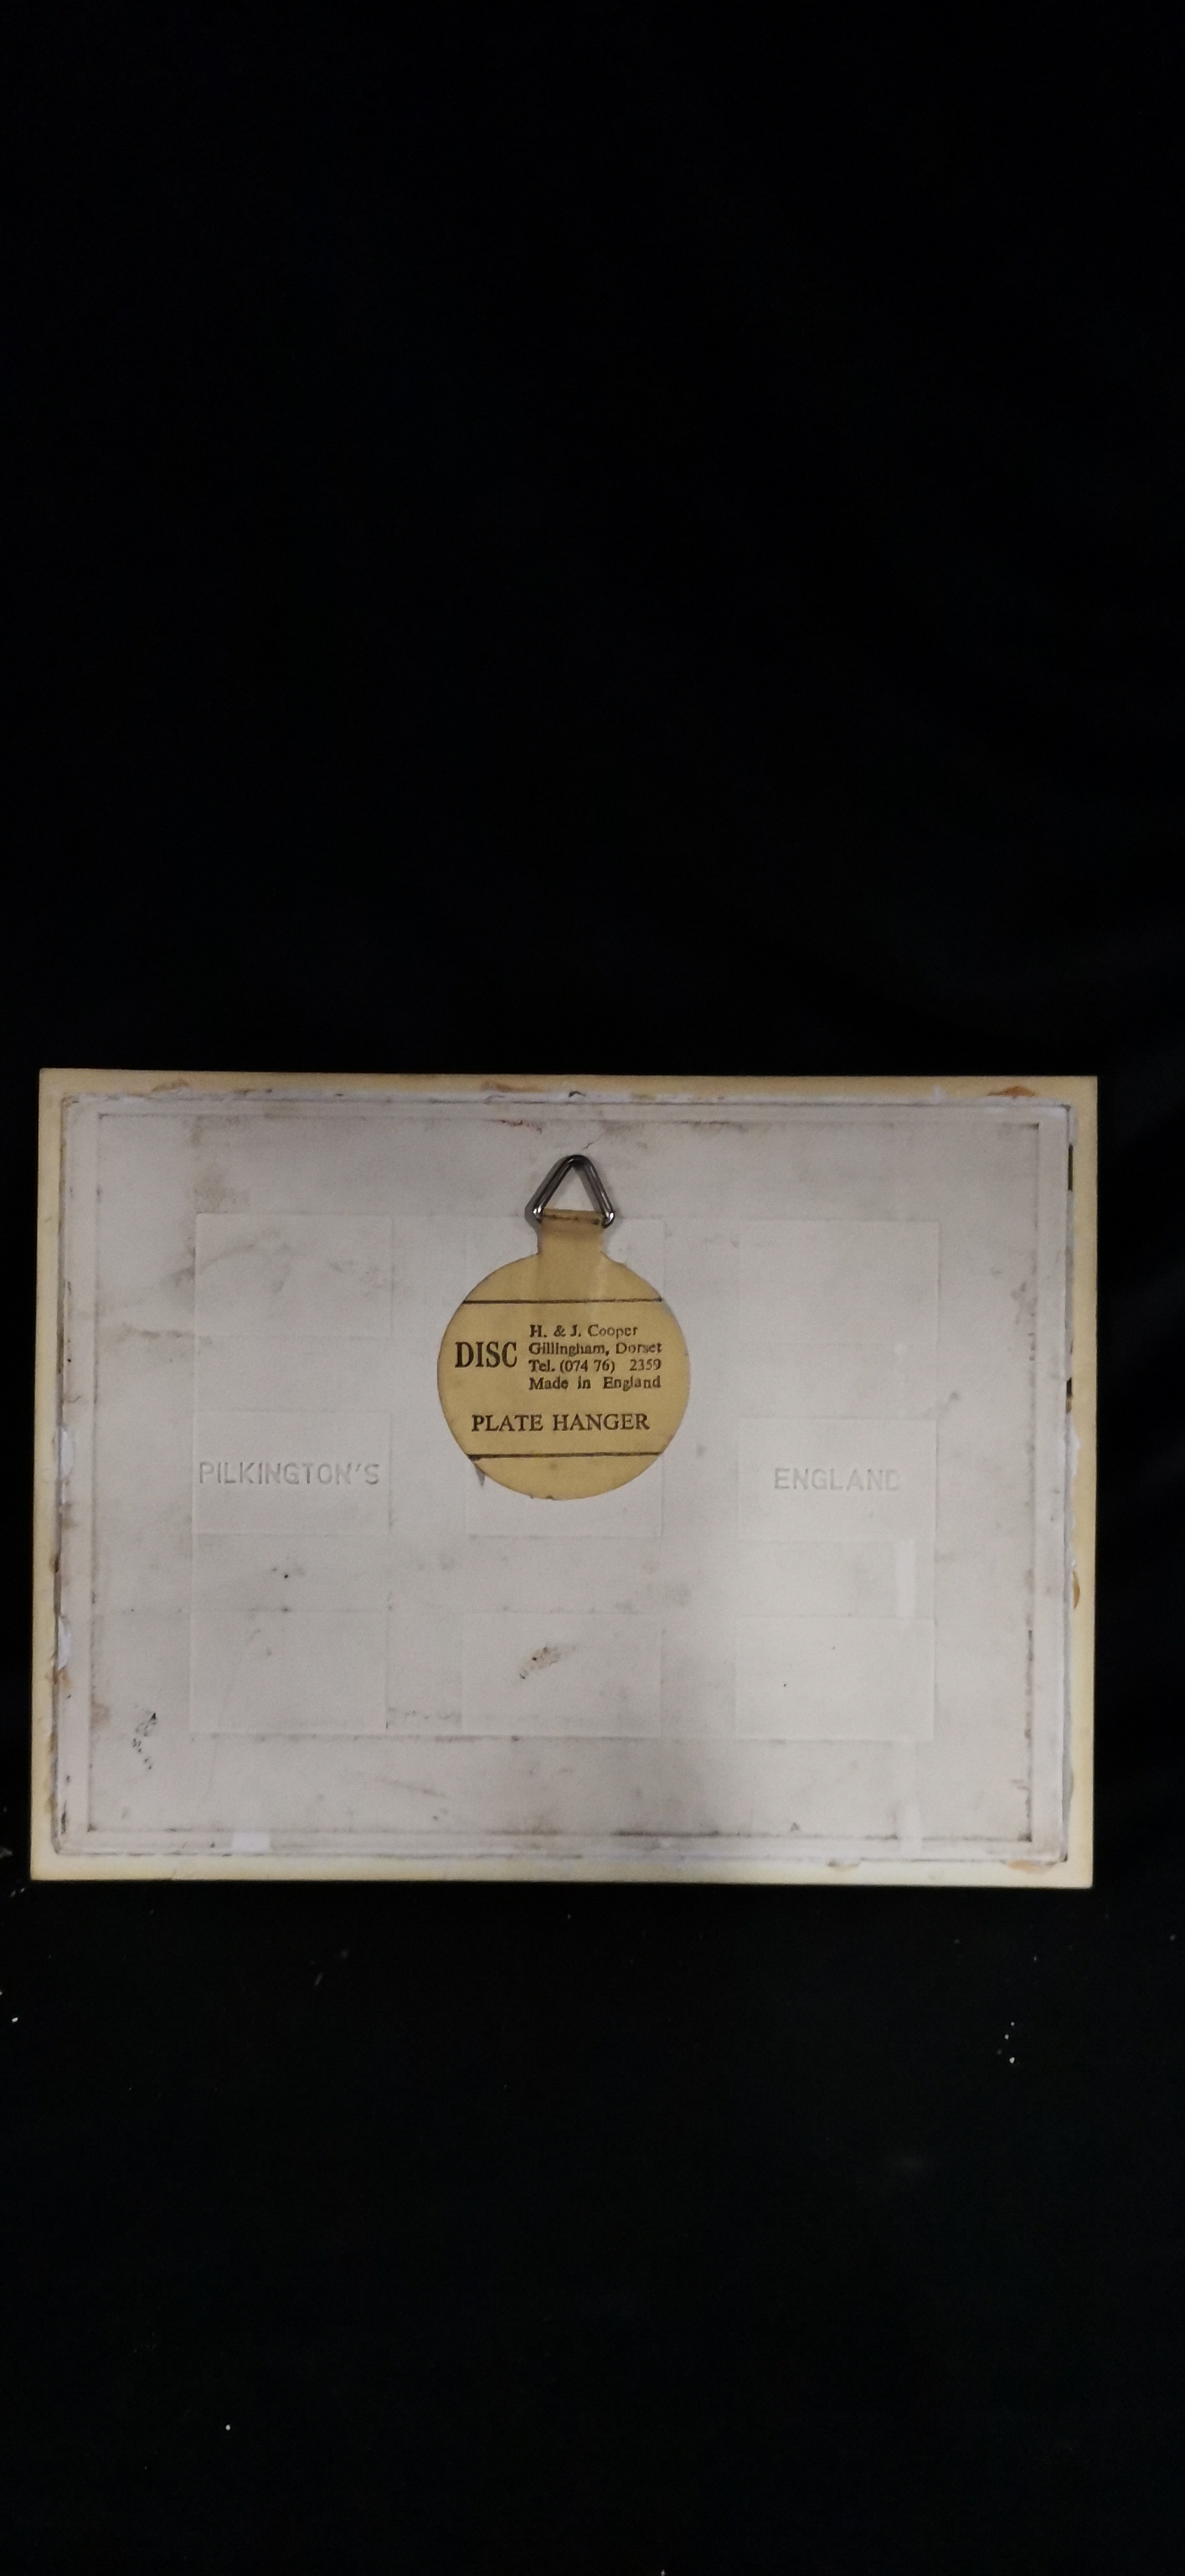 DISC
H. & J. Cooper
Gillingham, Dorset
Tel. (074 76) 2359
Made in England
PLATE HANGER
PILKINGTON'S
ENGLAND